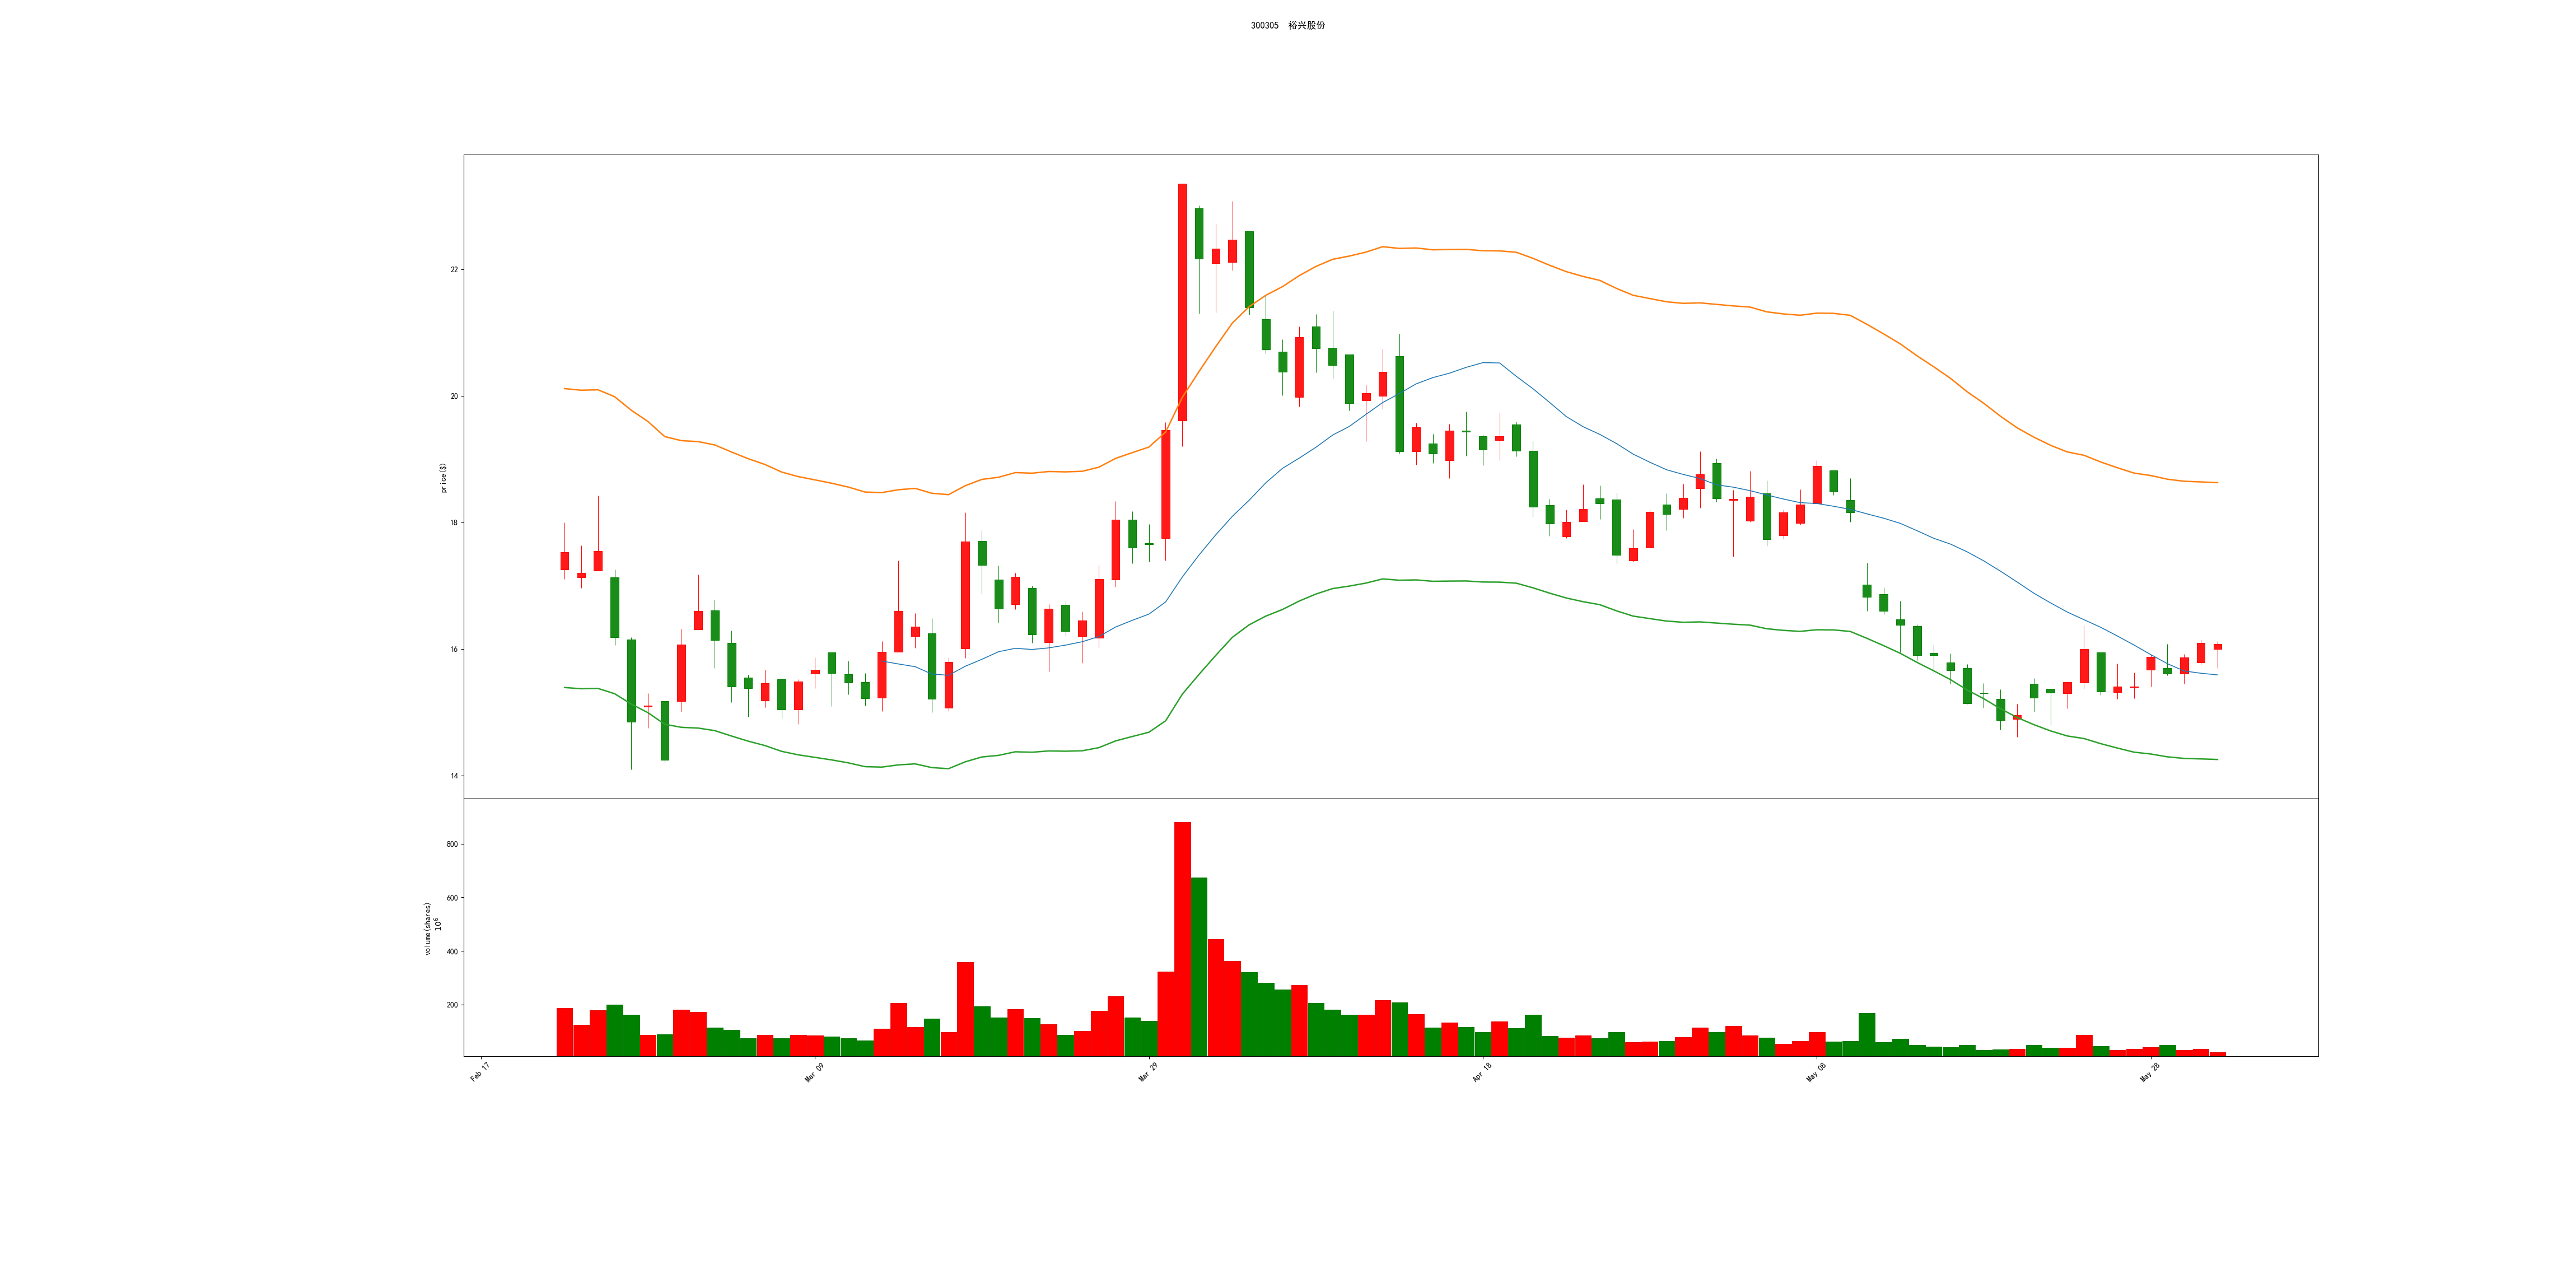 300305 裕兴股份
22
20
18
16
14
price($)
800
600
400
200
volume(shares)
10⁶
Feb 17
Mar 09
Mar 29
Apr 18
May 08
May 28